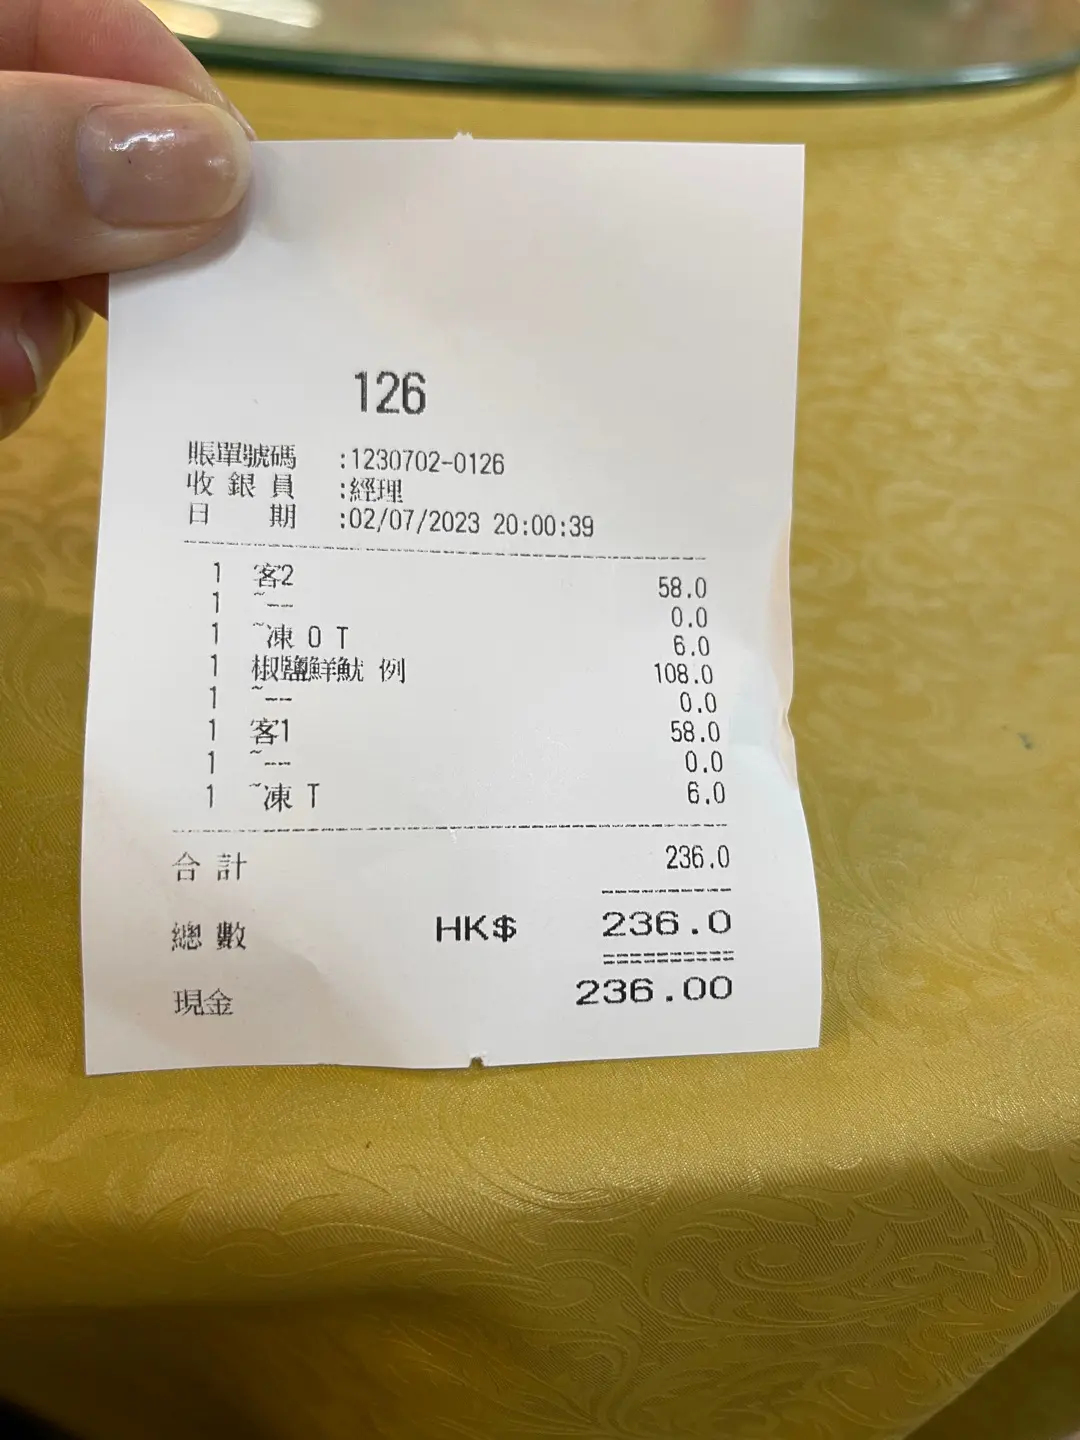 126
賬單號碼 :1230702-0126
收銀員 :經理
日期 :02/07/2023 20:00:39
1 客2 58.0
1 ~-- 0.0
1 ~凍 O T 6.0
1 椒鹽鮮魷 例 108.0
1 ~-- 0.0
1 客1 58.0
1 ~-- 0.0
1 ~凍 T 6.0
合計 236.0
總數 HK$ 236.0
現金 236.00